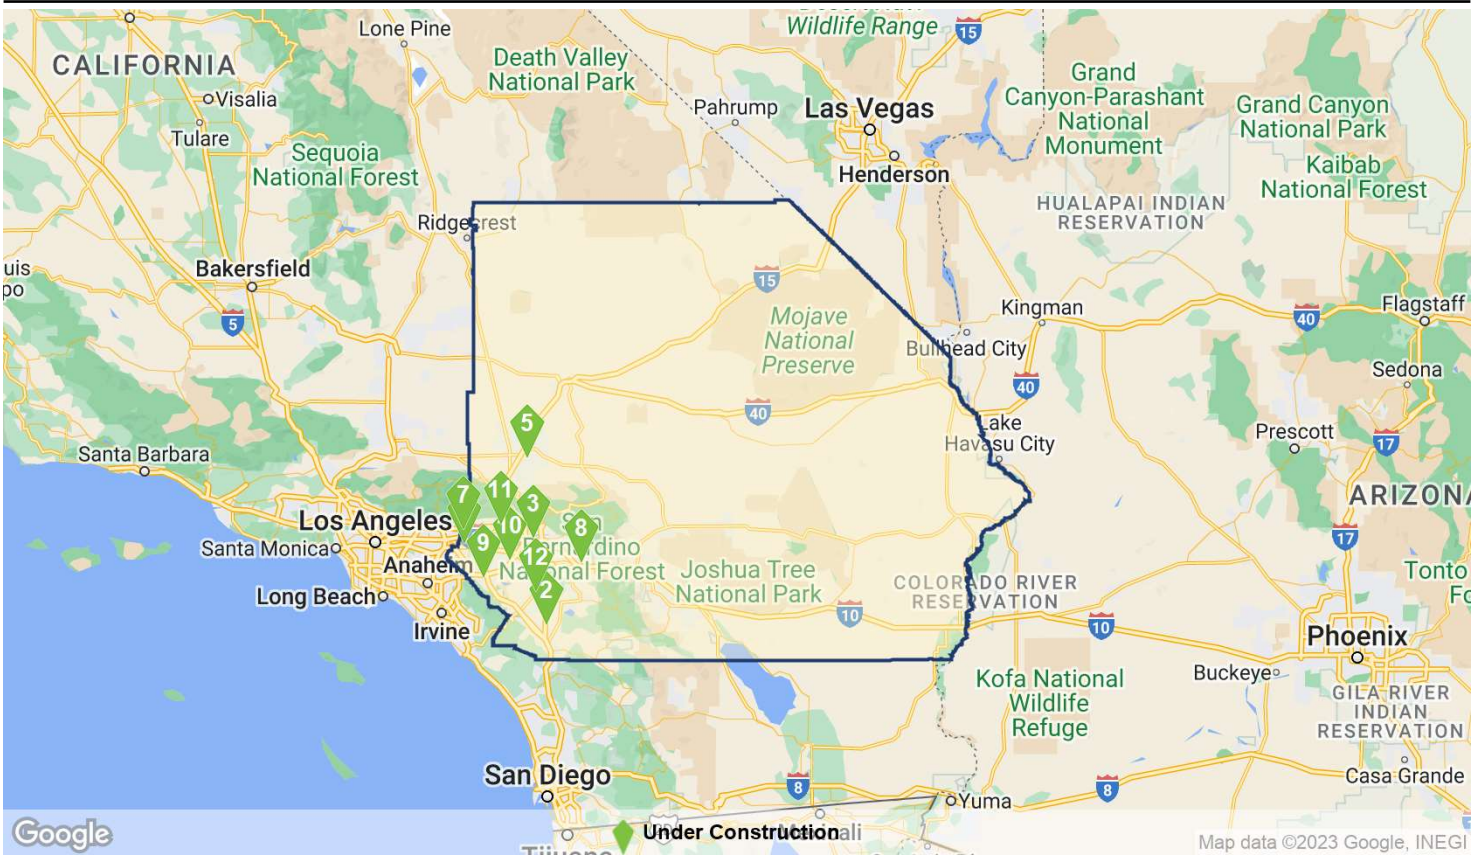 Wildlife Range
15
Lone Pine
CALIFORNIA
Death Valley
National Park
Visalia
Tulare
Pahrump
Las Vegas
Grand
Canyon-Parashant
National
Monument
Grand Canyon
National Park
Sequoia
National Forest
Henderson
Kaibab
National Forest
HUALAPAI INDIAN
RESERVATION
Ridgecrest
uis
po
Bakersfield
5
15
Mojave
National
Preserve
Kingman
40
Flagstaff
Bullhead City
40
Sedona
40
Lake
Havasu City
Prescott
17
Santa Barbara
5
7
11
3
8
10
9
12
2
San
Bernardino
National Forest
Los Angeles
Santa Monica
Anaheim
Long Beach
Irvine
Joshua Tree
National Park
COLORADO RIVER
RESERVATION
ARIZONA
17
Tonto
Fo
10
10
Phoenix
Buckeye
Kofa National
Wildlife
Refuge
GILA RIVER
INDIAN
RESERVATION
San Diego
8
Yuma
8
Casa Grande
Google
Tijuana
Under Construction
Map data ©2023 Google, INEGI